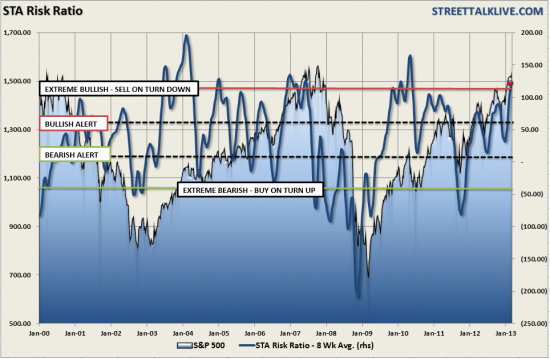 STA Risk Ratio
STREETTALKLIVE.COM
$1,700.00
$1,500.00
$1,300.00
$1,100.00
$900.00
$700.00
$500.00
200.00
150.00
100.00
50.00
-
(50.00)
(100.00)
(150.00)
(200.00)
(250.00)
EXTREME BULLISH - SELL ON TURN DOWN
BULLISH ALERT
BEARISH ALERT
EXTREME BEARISH - BUY ON TURN UP
Jan-00 Jan-01 Jan-02 Jan-03 Jan-04 Jan-05 Jan-06 Jan-07 Jan-08 Jan-09 Jan-10 Jan-11 Jan-12 Jan-13
S&P 500 STA Risk Ratio - 8 Wk Avg. (rhs)